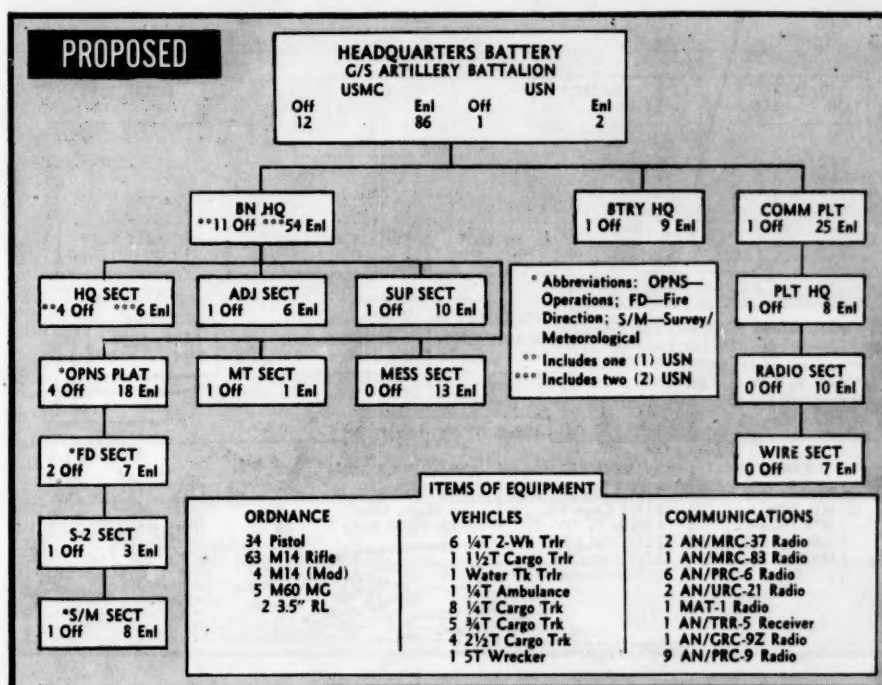 PROPOSED
HEADQUARTERS BATTERY
G/S ARTILLERY BATTALION
USMC USN
Off Enl Off Enl
12 86 1 2
BN HQ
**11 Off ***54 Enl
BTRY HQ
1 Off 9 Enl
COMM PLT
1 Off 25 Enl
HQ SECT
**4 Off ***6 Enl
ADJ SECT
1 Off 6 Enl
SUP SECT
1 Off 10 Enl
* Abbreviations: OPNS—
Operations; FD—Fire
Direction; S/M—Survey/
Meteorological
** Includes one (1) USN
*** Includes two (2) USN
PLT HQ
1 Off 8 Enl
*OPNS PLAT
4 Off 18 Enl
MT SECT
1 Off 1 Enl
MESS SECT
0 Off 13 Enl
RADIO SECT
0 Off 10 Enl
*FD SECT
2 Off 7 Enl
WIRE SECT
0 Off 7 Enl
S-2 SECT
1 Off 3 Enl
*S/M SECT
1 Off 8 Enl
ITEMS OF EQUIPMENT
ORDNANCE
34 Pistol
63 M14 Rifle
4 M14 (Mod)
5 M60 MG
2 3.5" RL
VEHICLES
6 ¼T 2-Wh Trlr
1 1½T Cargo Trlr
1 Water Tk Trlr
1 ¼T Ambulance
8 ¼T Cargo Trk
5 ¾T Cargo Trk
4 2½T Cargo Trk
1 5T Wrecker
COMMUNICATIONS
2 AN/MRC-37 Radio
1 AN/MRC-83 Radio
6 AN/PRC-6 Radio
2 AN/URC-21 Radio
1 MAT-1 Radio
1 AN/TRR-5 Receiver
1 AN/GRC-9Z Radio
9 AN/PRC-9 Radio